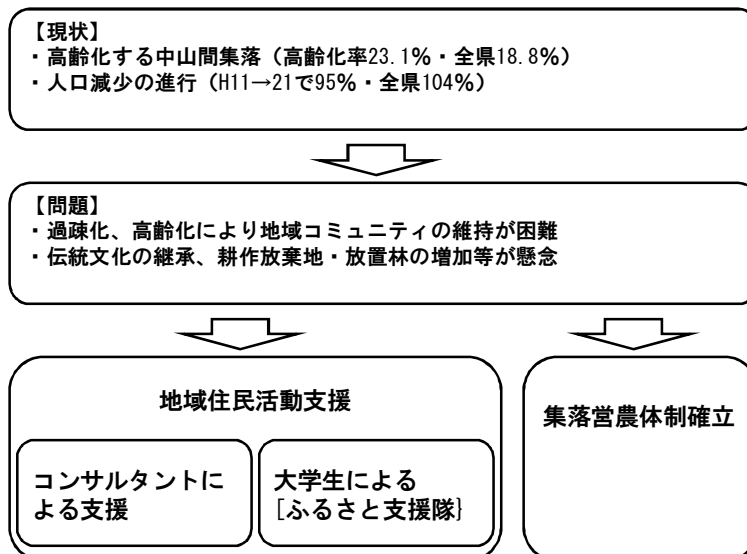 【現状】
・高齢化する中山間集落（高齢化率23.1％・全県18.8％）
・人口減少の進行（H11→21で95％・全県104％）
【問題】
・過疎化、高齢化により地域コミュニティの維持が困難
・伝統文化の継承、耕作放棄地・放置林の増加等が懸念
地域住民活動支援
コンサルタントに
よる支援
大学生による
[ふるさと支援隊}
集落営農体制確立